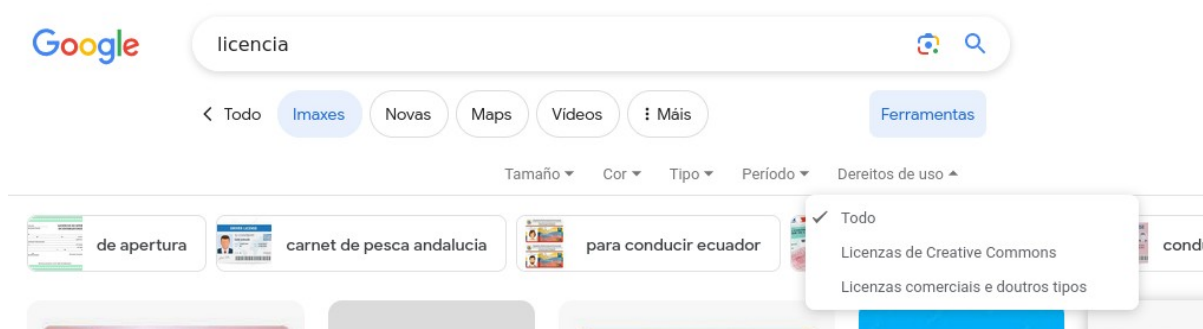 Google
licencia
Todo Imaxes Novas Maps Vídeos Máis Ferramentas
Tamaño Cor Tipo Período Dereitos de uso
Todo
Licenzas de Creative Commons
Licenzas comerciais e doutros tipos
de apertura carnet de pesca andalucia para conducir ecuador